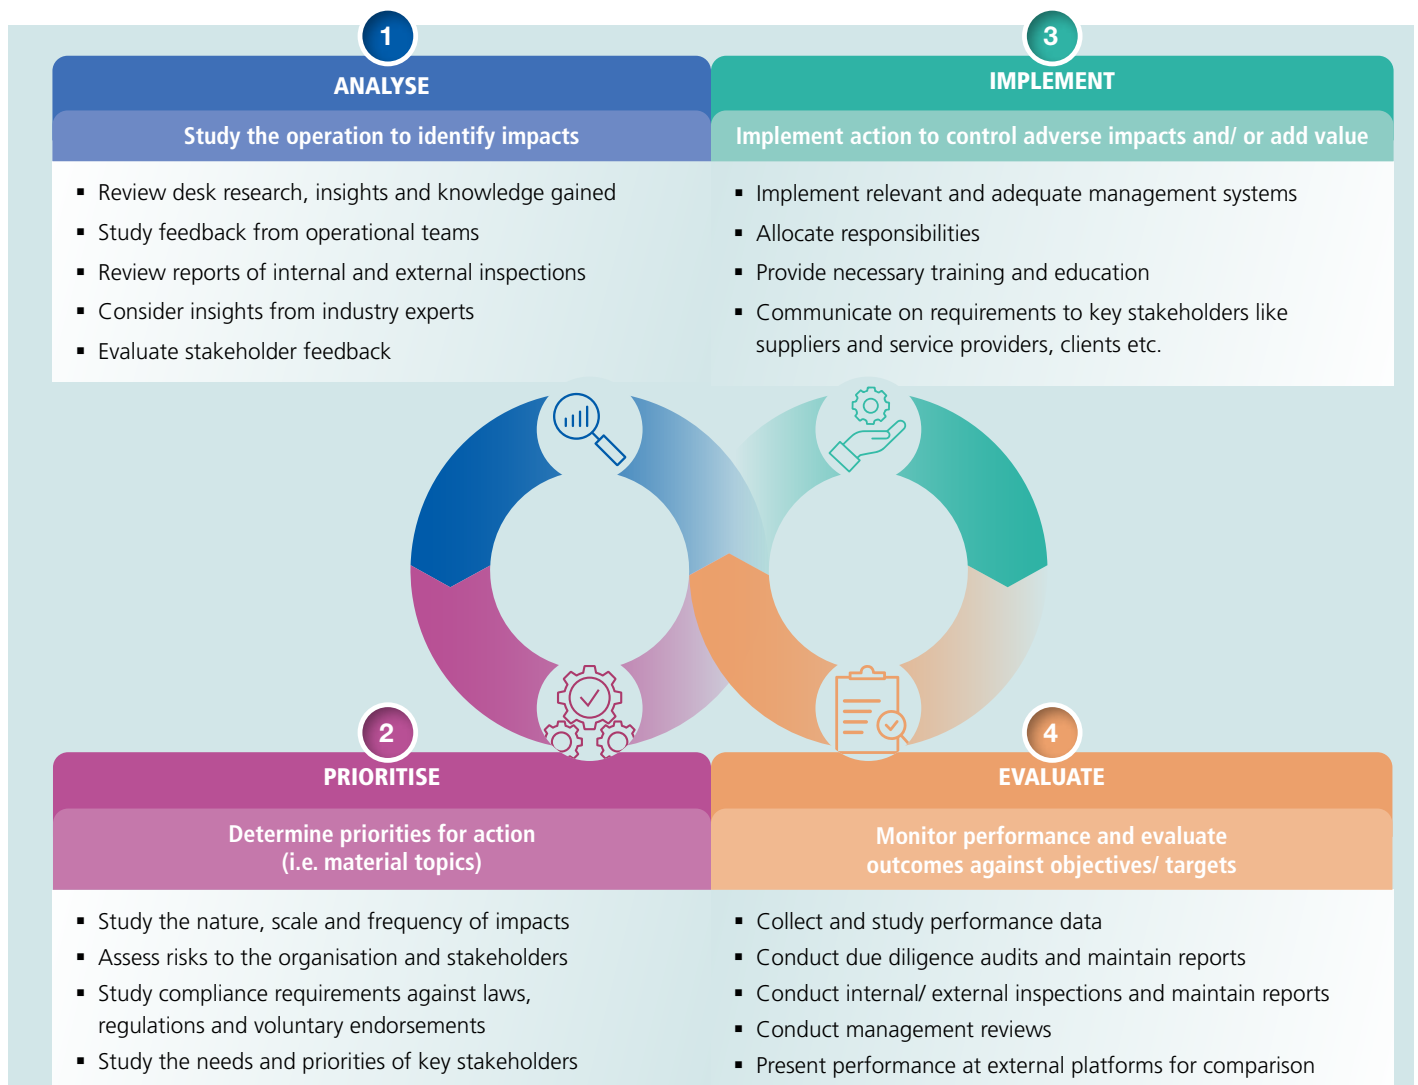 1
ANALYSE
Study the operation to identify impacts
▪ Review desk research, insights and knowledge gained
▪ Study feedback from operational teams
▪ Review reports of internal and external inspections
▪ Consider insights from industry experts
▪ Evaluate stakeholder feedback
2
PRIORITISE
Determine priorities for action
(i.e. material topics)
▪ Study the nature, scale and frequency of impacts
▪ Assess risks to the organisation and stakeholders
▪ Study compliance requirements against laws,
regulations and voluntary endorsements
▪ Study the needs and priorities of key stakeholders
3
IMPLEMENT
Implement action to control adverse impacts and/ or add value
▪ Implement relevant and adequate management systems
▪ Allocate responsibilities
▪ Provide necessary training and education
▪ Communicate on requirements to key stakeholders like
suppliers and service providers, clients etc.
4
EVALUATE
Monitor performance and evaluate
outcomes against objectives/ targets
▪ Collect and study performance data
▪ Conduct due diligence audits and maintain reports
▪ Conduct internal/ external inspections and maintain reports
▪ Conduct management reviews
▪ Present performance at external platforms for comparison